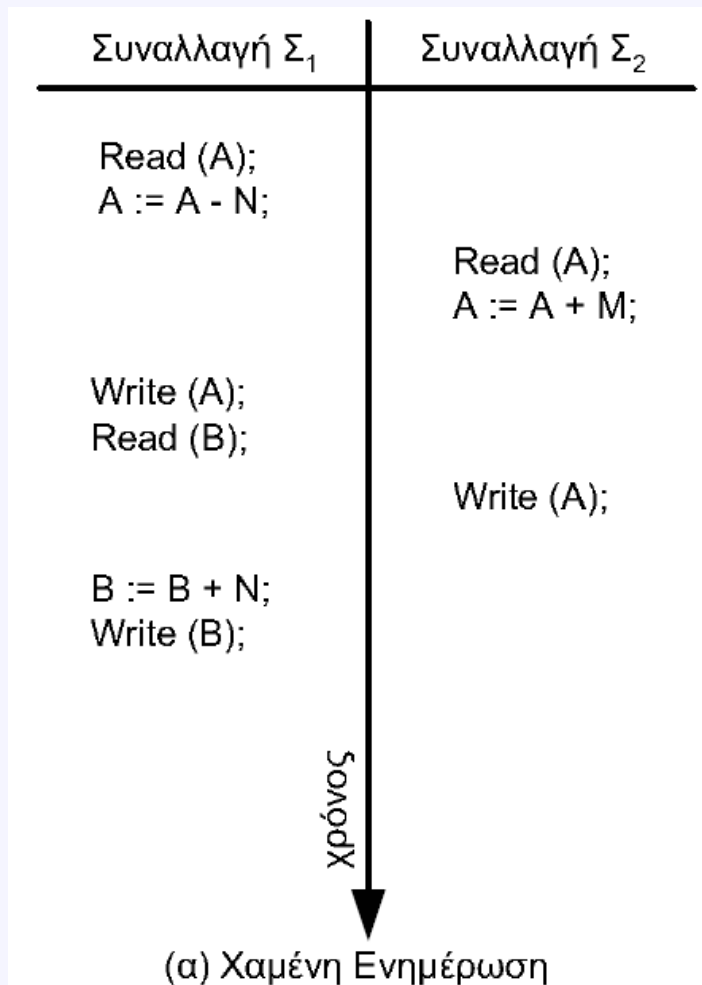 Συναλλαγή Σ₁
Συναλλαγή Σ₂
Read (A);
A := A - N;
Read (A);
A := A + M;
Write (A);
Read (B);
Write (A);
B := B + N;
Write (B);
χρόνος
(α) Χαμένη Ενημέρωση